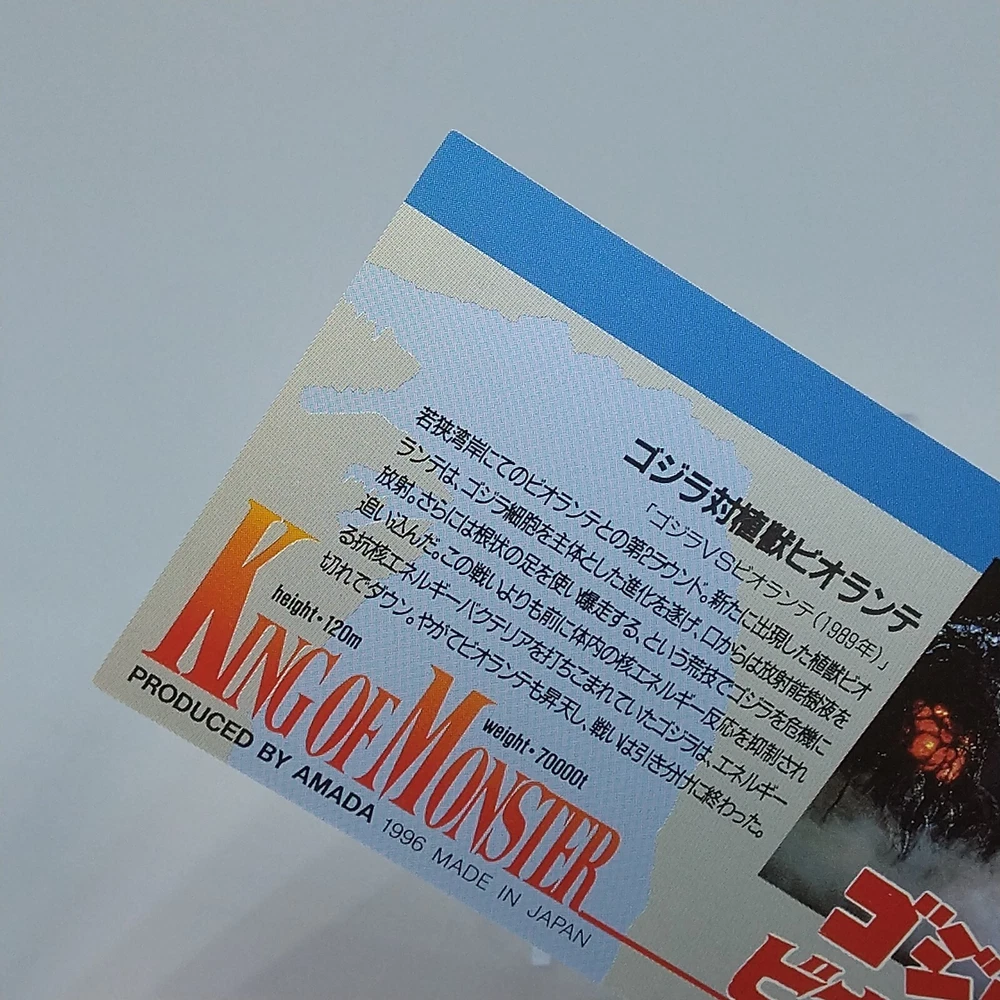 ゴジラ対植獣ビオランテ
「ゴジラVSビオランテ(1989年)」
若狭湾岸にてのビオランテとの第2ラウンド。新たに出現した植獣ビオ
ランテは、ゴジラ細胞を主体とした進化を遂げ、口からは放射能樹液を
放射。さらには根状の足を使い暴走する、という荒技でゴジラを危機に
追い込んだ。この戦いよりも前に体内の核エネルギー反応を抑制され
る抗核エネルギーバクテリアを打ちこまれていたゴジラは、エネルギー
切れでダウン。やがてビオランテも昇天し、戦いは引き分けに終わった。
height・120m
weight・70000t
KING OF MONSTER
PRODUCED BY AMADA 1996 MADE IN JAPAN
ゴジ
ビオ